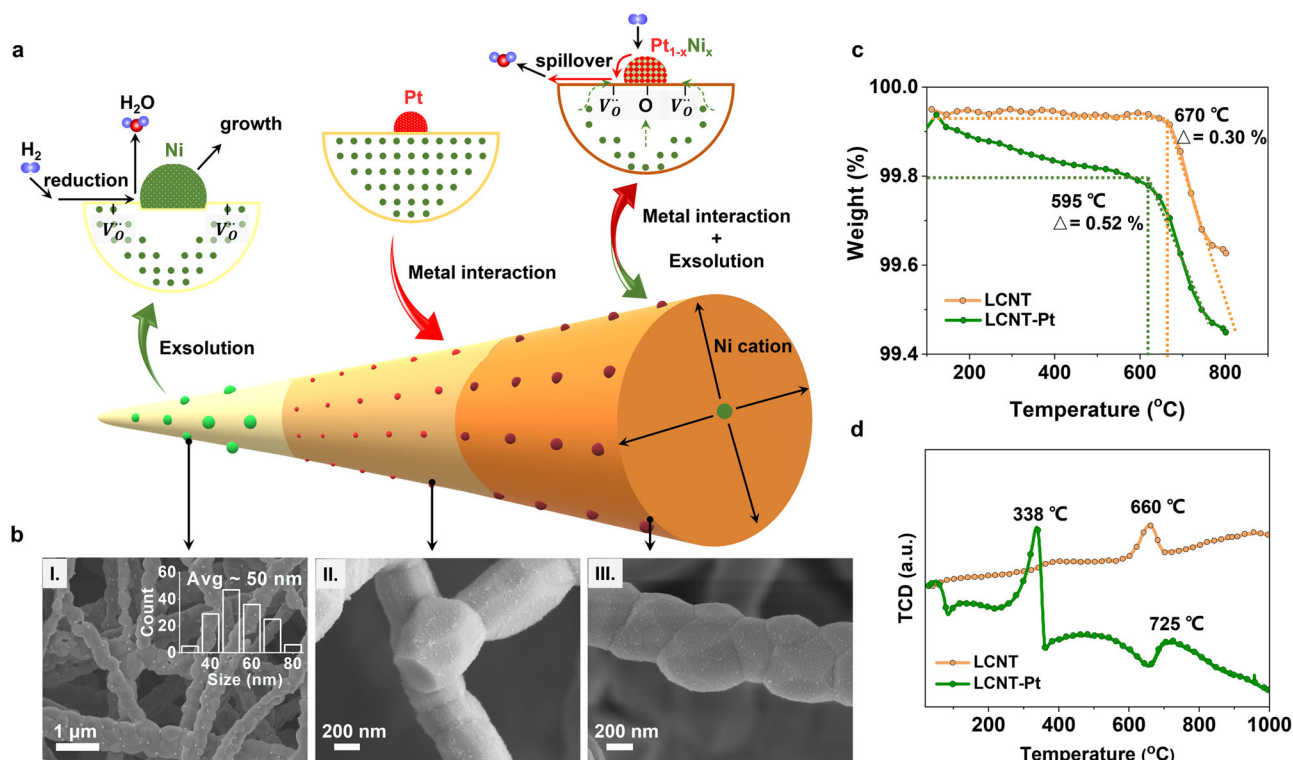 a
H2
reduction
H2O
Ni
growth
V̈O
V̈O
Exsolution
Pt
Metal interaction
spillover
Pt1-xNix
V̈O
O
V̈O
Metal interaction
+
Exsolution
Ni cation
b
I.
Avg ~ 50 nm
Count
60
40
20
0
40
60
80
Size (nm)
1 μm
II.
200 nm
III.
200 nm
c
Weight (%)
100.0
99.8
99.6
99.4
670 ℃
△ = 0.30 %
595 ℃
△ = 0.52 %
LCNT
LCNT-Pt
200
400
600
800
Temperature (oC)
d
TCD (a.u.)
338 ℃
660 ℃
725 ℃
LCNT
LCNT-Pt
200
400
600
800
1000
Temperature (oC)